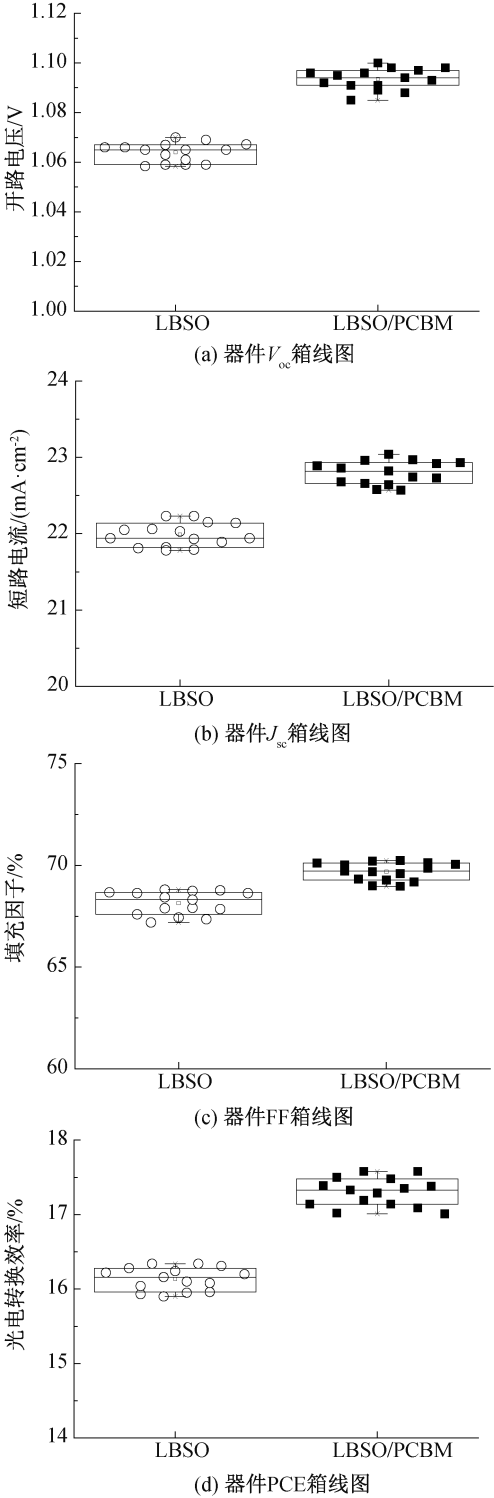 1.12
1.10
1.08
1.06
1.04
1.02
1.00
开路电压/V
LBSO LBSO/PCBM
(a) 器件Voc箱线图
24
23
22
21
20
短路电流/(mA·cm-2)
LBSO LBSO/PCBM
(b) 器件Jsc箱线图
75
70
65
60
填充因子/%
LBSO LBSO/PCBM
(c) 器件FF箱线图
18
17
16
15
14
光电转换效率/%
LBSO LBSO/PCBM
(d) 器件PCE箱线图